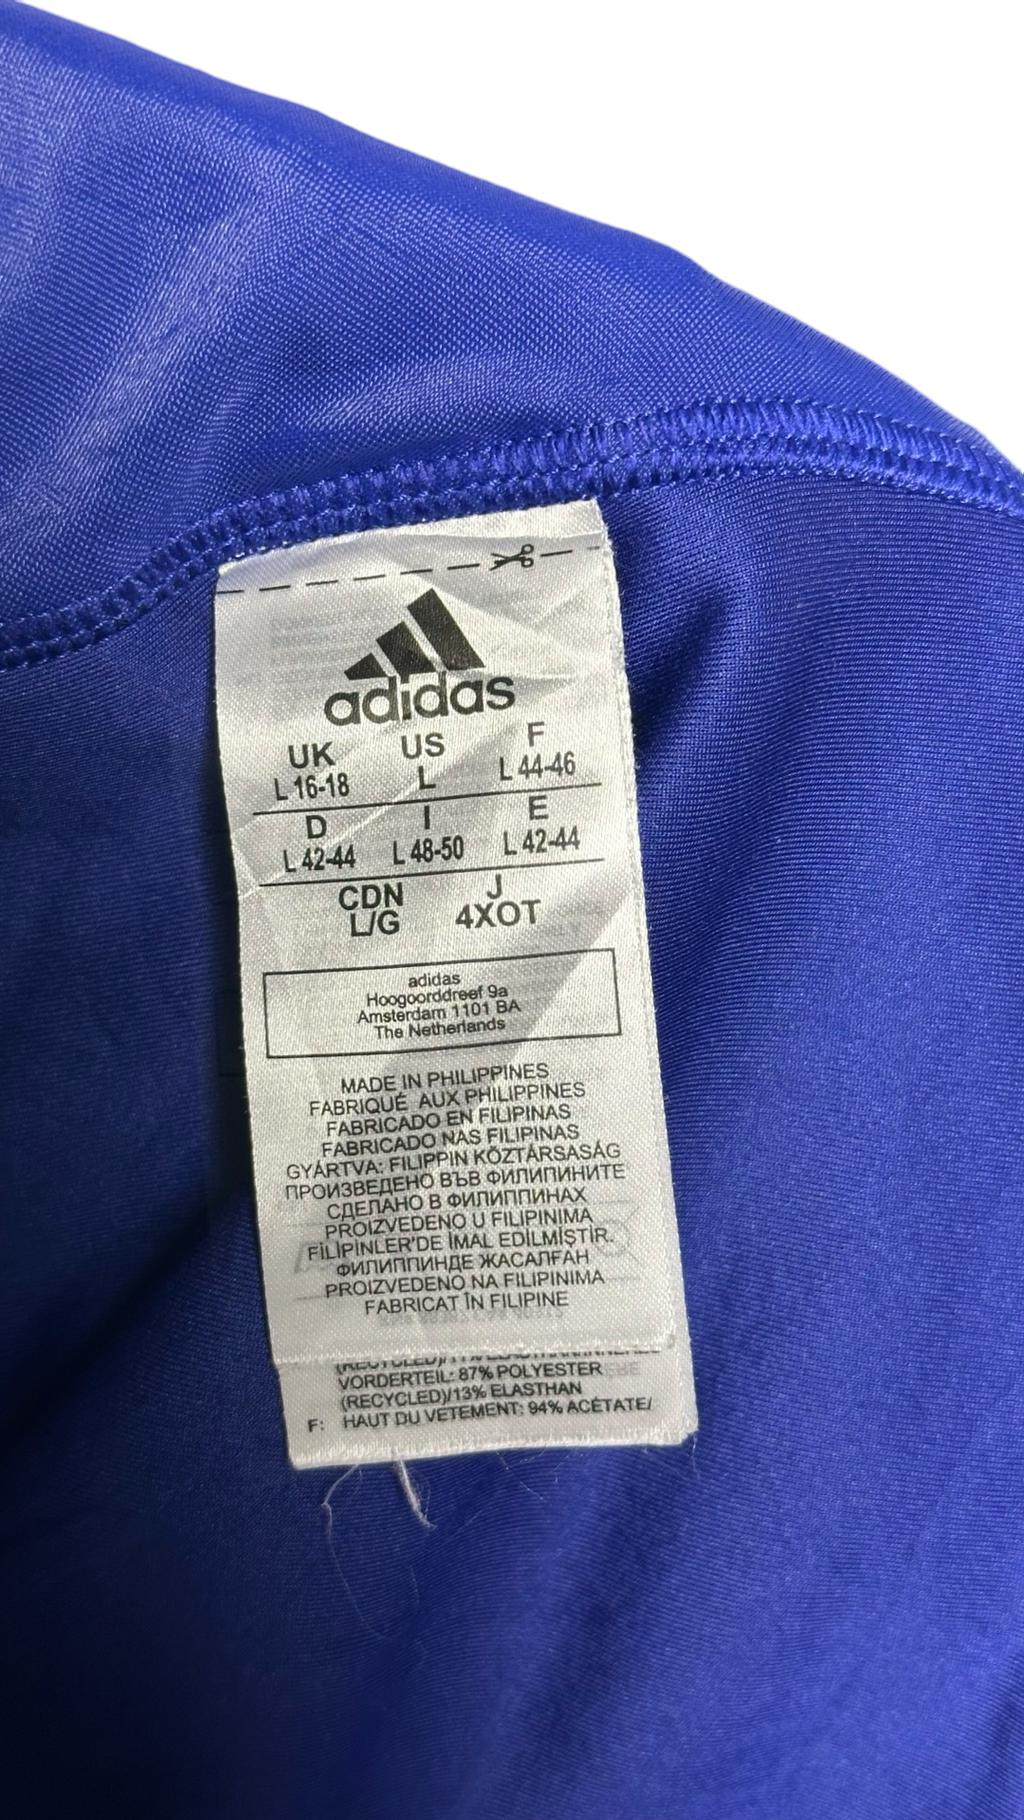 adidas
UK US F
L 16-18 L L 44-46
D I E
L 42-44 L 48-50 L 42-44
CDN J
L/G 4XOT
adidas
Hoogoorddreef 9a
Amsterdam 1101 BA
The Netherlands
MADE IN PHILIPPINES
FABRIQUÉ AUX PHILIPPINES
FABRICADO EN FILIPINAS
FABRICADO NAS FILIPINAS
GYÁRTVA: FILIPPIN KÖZTÁRSASÁG
ПРОИЗВЕДЕНО ВЪВ ФИЛИПИНИТЕ
СДЕЛАНО В ФИЛИППИНАХ
PROIZVEDENO U FILIPINIMA
FİLİPİNLER'DE İMAL EDİLMİŞTİR.
ФИЛИППИНДЕ ЖАСАЛҒАН
PROIZVEDENO NA FILIPINIMA
FABRICAT ÎN FILIPINE
VORDERTEIL: 87% POLYESTER
(RECYCLED)/13% ELASTHAN
F: HAUT DU VETEMENT: 94% ACÉTATE/